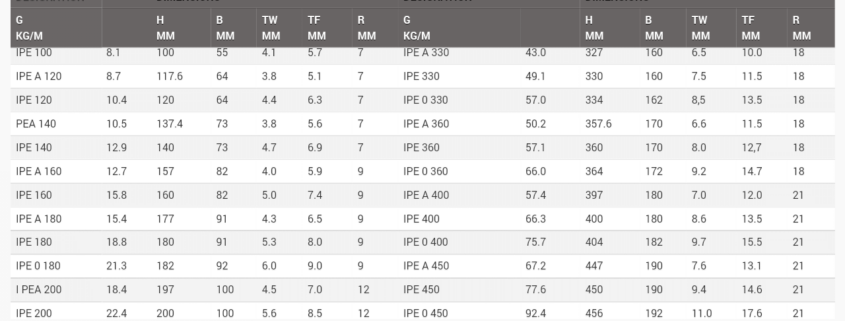 G H B TW TF R G H B TW TF R
KG/M MM MM MM MM MM KG/M MM MM MM MM MM
IPE 100 8.1 100 55 4.1 5.7 7 IPE A 330 43.0 327 160 6.5 10.0 18
IPE A 120 8.7 117.6 64 3.8 5.1 7 IPE 330 49.1 330 160 7.5 11.5 18
IPE 120 10.4 120 64 4.4 6.3 7 IPE 0 330 57.0 334 162 8,5 13.5 18
PEA 140 10.5 137.4 73 3.8 5.6 7 IPE A 360 50.2 357.6 170 6.6 11.5 18
IPE 140 12.9 140 73 4.7 6.9 7 IPE 360 57.1 360 170 8.0 12,7 18
IPE A 160 12.7 157 82 4.0 5.9 9 IPE 0 360 66.0 364 172 9.2 14.7 18
IPE 160 15.8 160 82 5.0 7.4 9 IPE A 400 57.4 397 180 7.0 12.0 21
IPE A 180 15.4 177 91 4.3 6.5 9 IPE 400 66.3 400 180 8.6 13.5 21
IPE 180 18.8 180 91 5.3 8.0 9 IPE 0 400 75.7 404 182 9.7 15.5 21
IPE 0 180 21.3 182 92 6.0 9.0 9 IPE A 450 67.2 447 190 7.6 13.1 21
I PEA 200 18.4 197 100 4.5 7.0 12 IPE 450 77.6 450 190 9.4 14.6 21
IPE 200 22.4 200 100 5.6 8.5 12 IPE 0 450 92.4 456 192 11.0 17.6 21